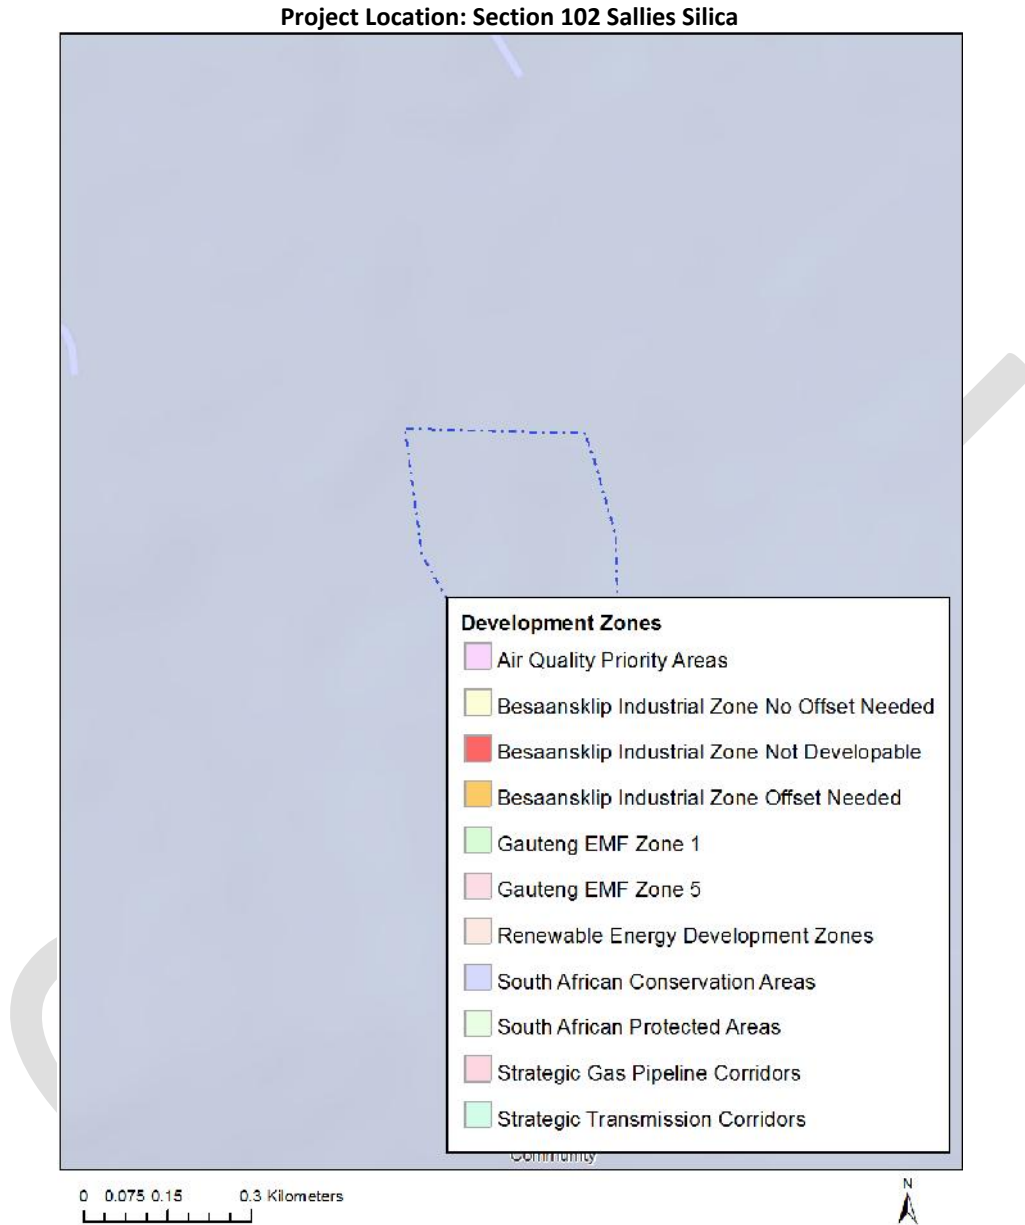 Project Location: Section 102 Sallies Silica
Development Zones
Air Quality Priority Areas
Besaansklip Industrial Zone No Offset Needed
Besaansklip Industrial Zone Not Developable
Besaansklip Industrial Zone Offset Needed
Gauteng EMF Zone 1
Gauteng EMF Zone 5
Renewable Energy Development Zones
South African Conservation Areas
South African Protected Areas
Strategic Gas Pipeline Corridors
Strategic Transmission Corridors
Community
0 0.075 0.15 0.3 Kilometers
N